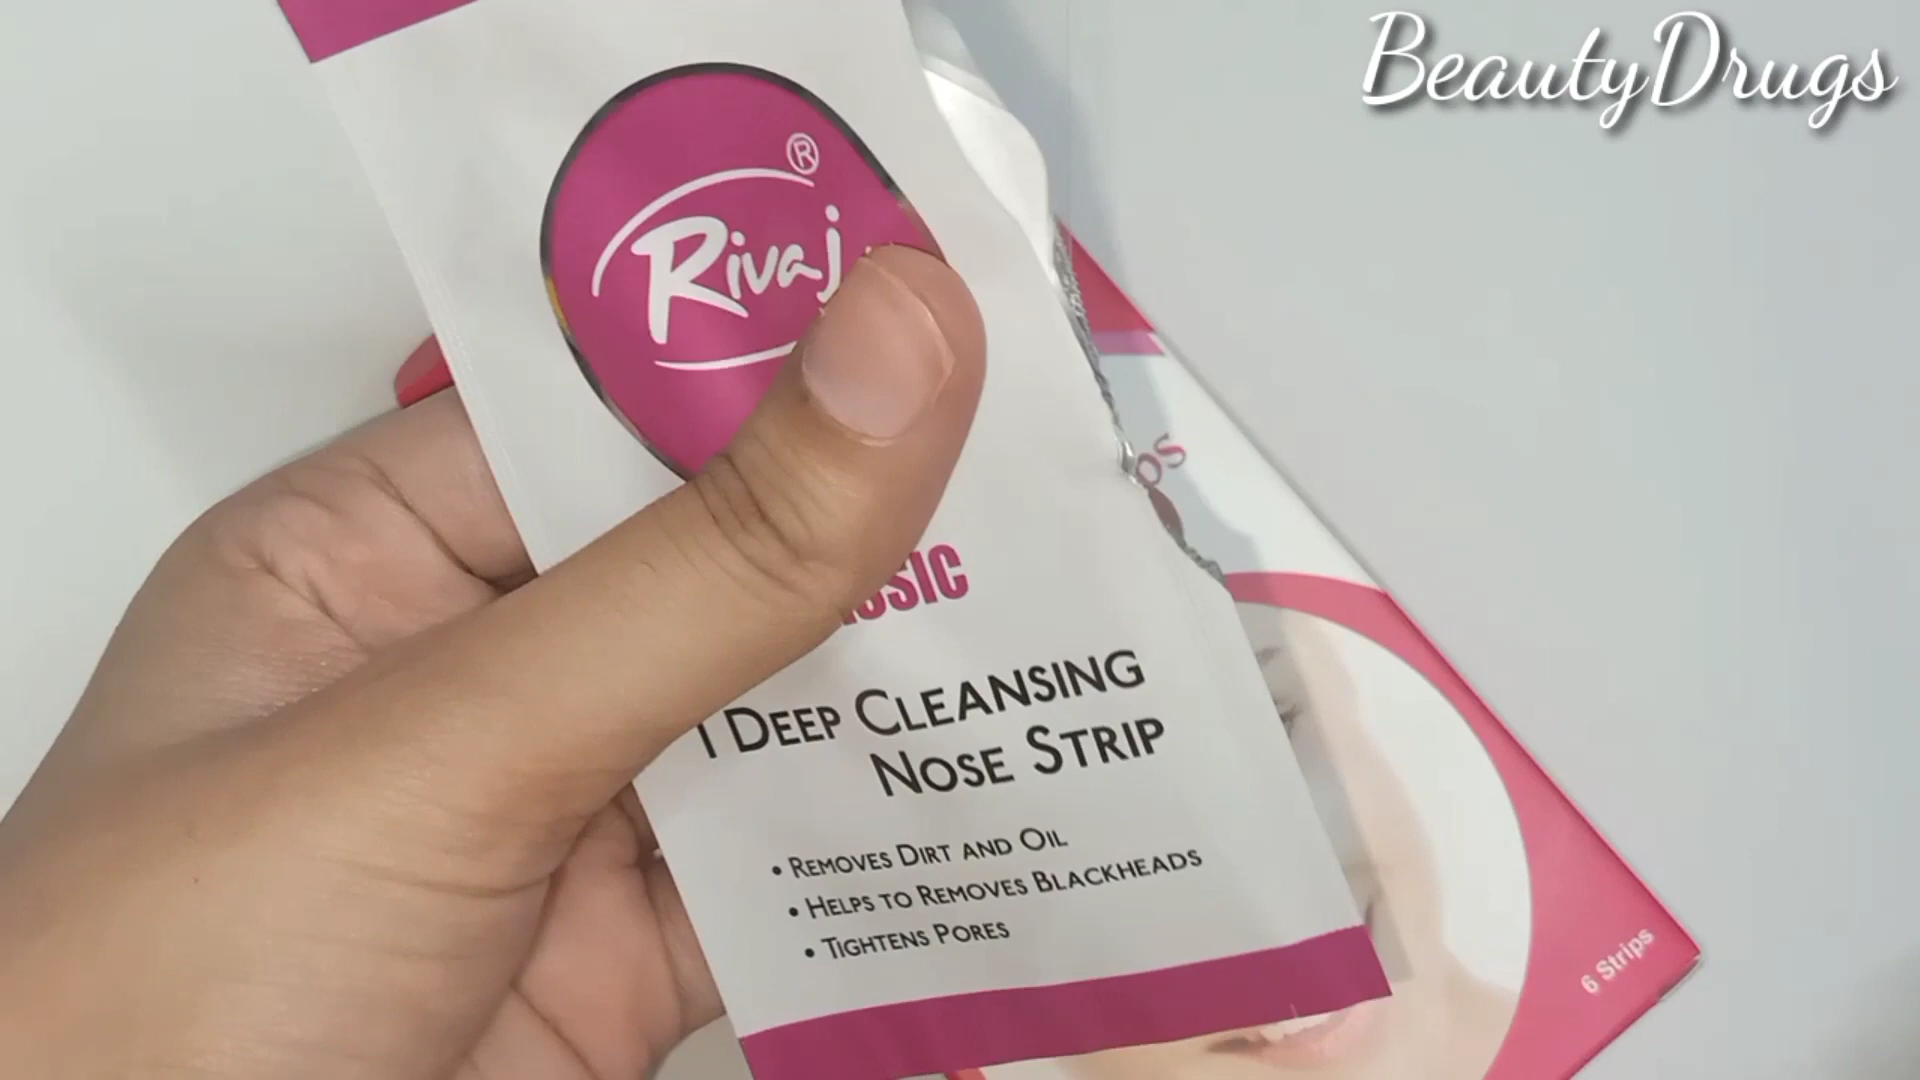 BeautyDrugs
®
Rivaj
1 DEEP CLEANSING
NOSE STRIP
• REMOVES DIRT AND OIL
• HELPS TO REMOVES BLACKHEADS
• TIGHTENS PORES
6 Strips